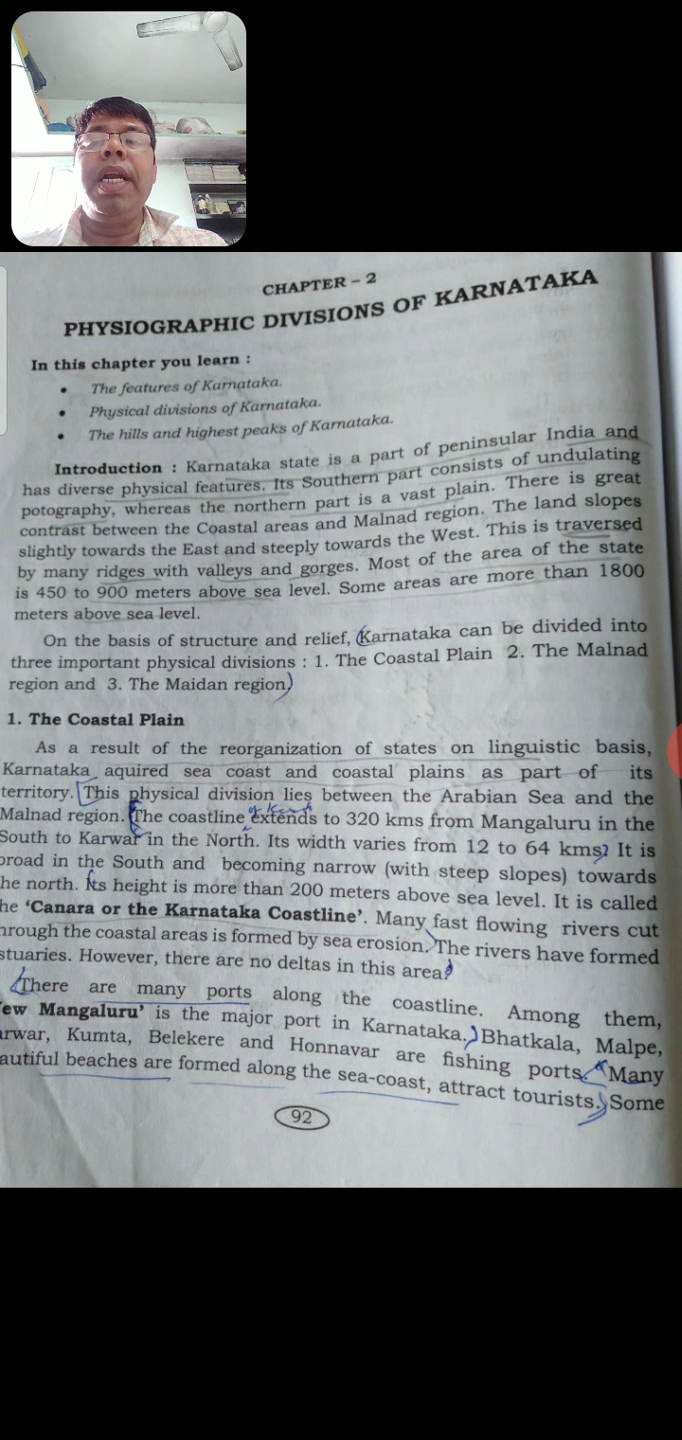 CHAPTER – 2
PHYSIOGRAPHIC DIVISIONS OF KARNATAKA
In this chapter you learn :
• The features of Karnataka.
• Physical divisions of Karnataka.
• The hills and highest peaks of Karnataka.
Introduction : Karnataka state is a part of peninsular India and
has diverse physical features. Its Southern part consists of undulating
potography, whereas the northern part is a vast plain. There is great
contrast between the Coastal areas and Malnad region. The land slopes
slightly towards the East and steeply towards the West. This is traversed
by many ridges with valleys and gorges. Most of the area of the state
is 450 to 900 meters above sea level. Some areas are more than 1800
meters above sea level.
On the basis of structure and relief, Karnataka can be divided into
three important physical divisions : 1. The Coastal Plain 2. The Malnad
region and 3. The Maidan region
1. The Coastal Plain
As a result of the reorganization of states on linguistic basis,
Karnataka aquired sea coast and coastal plains as part of its
territory. This physical division lies between the Arabian Sea and the
Malnad region. The coastline extends to 320 kms from Mangaluru in the
South to Karwar in the North. Its width varies from 12 to 64 kms. It is
broad in the South and becoming narrow (with steep slopes) towards
he north. Its height is more than 200 meters above sea level. It is called
he ‘Canara or the Karnataka Coastline’. Many fast flowing rivers cut
hrough the coastal areas is formed by sea erosion. The rivers have formed
stuaries. However, there are no deltas in this area.
There are many ports along the coastline. Among them,
ew Mangaluru’ is the major port in Karnataka. Bhatkala, Malpe,
arwar, Kumta, Belekere and Honnavar are fishing ports. Many
autiful beaches are formed along the sea-coast, attract tourists. Some
92